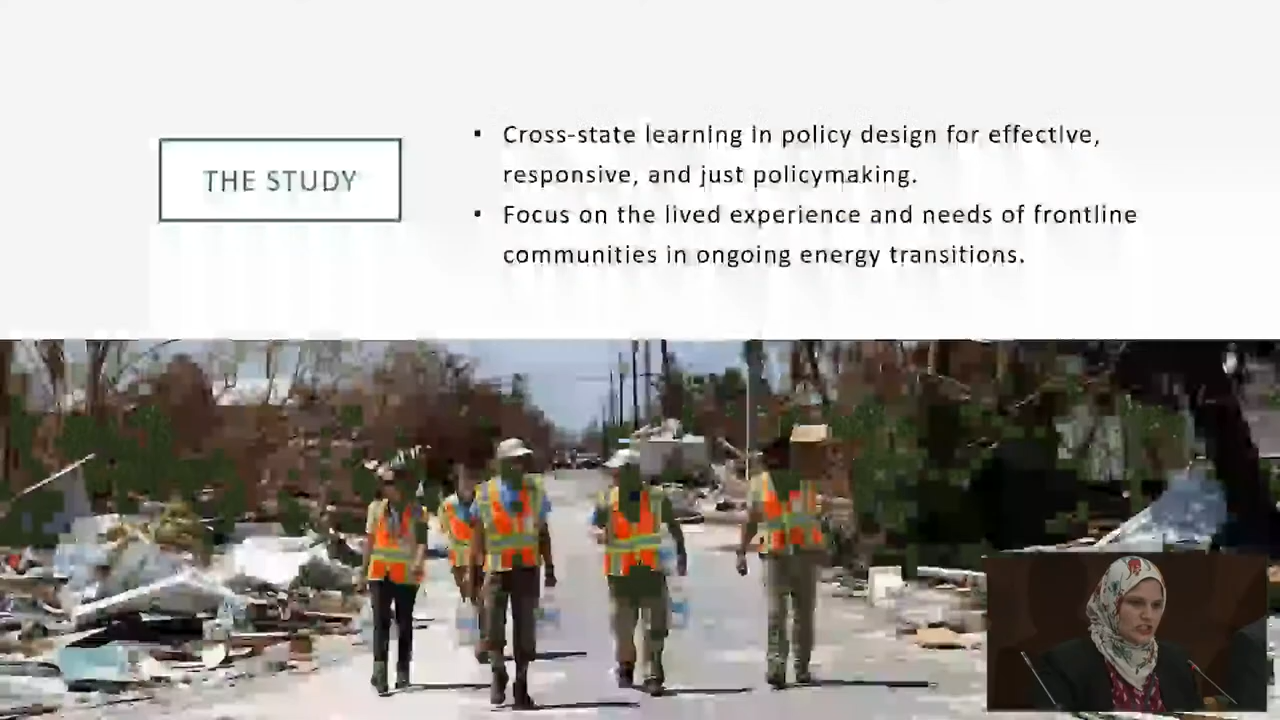 THE STUDY
▪ Cross-state learning in policy design for effective,
responsive, and just policymaking.
▪ Focus on the lived experience and needs of frontline
communities in ongoing energy transitions.